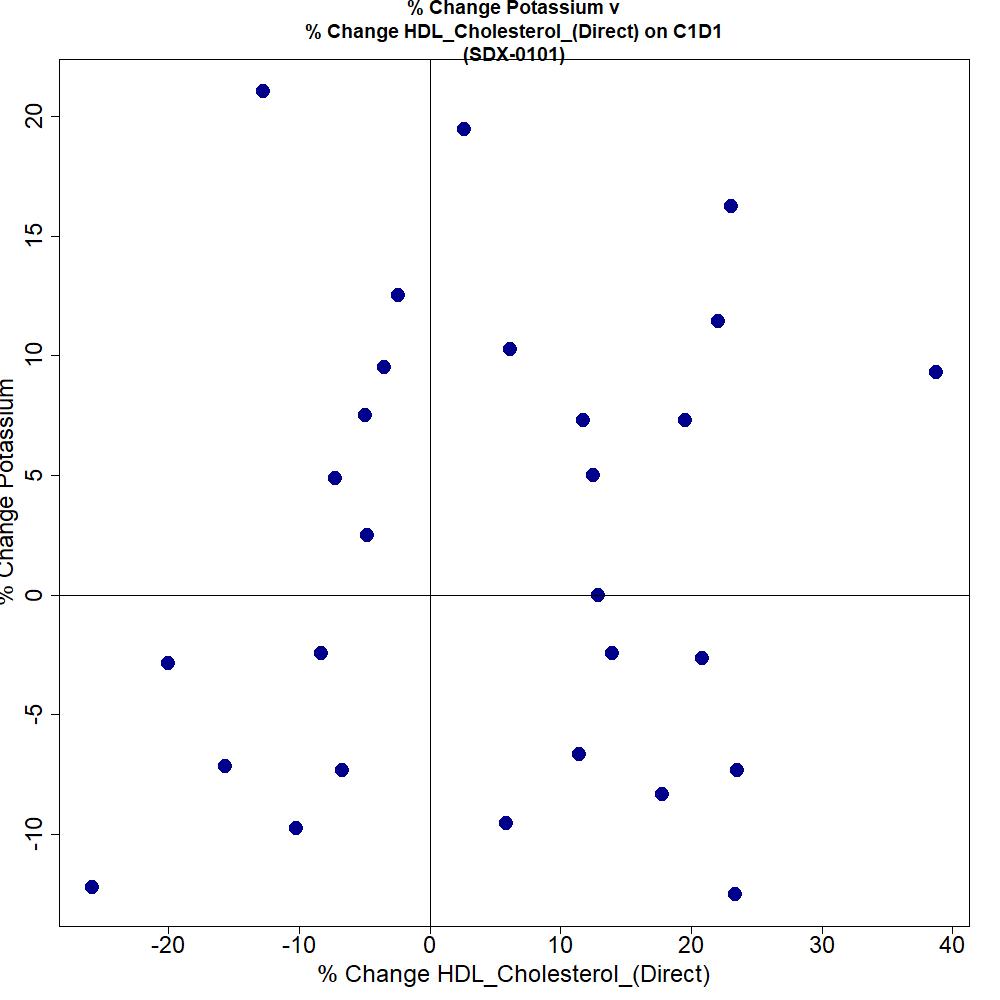 % Change Potassium v
% Change HDL_Cholesterol_(Direct) on C1D1
(SDX-0101)
% Change Potassium
20
15
10
5
0
-5
-10
-20
-10
0
10
20
30
40
% Change HDL_Cholesterol_(Direct)